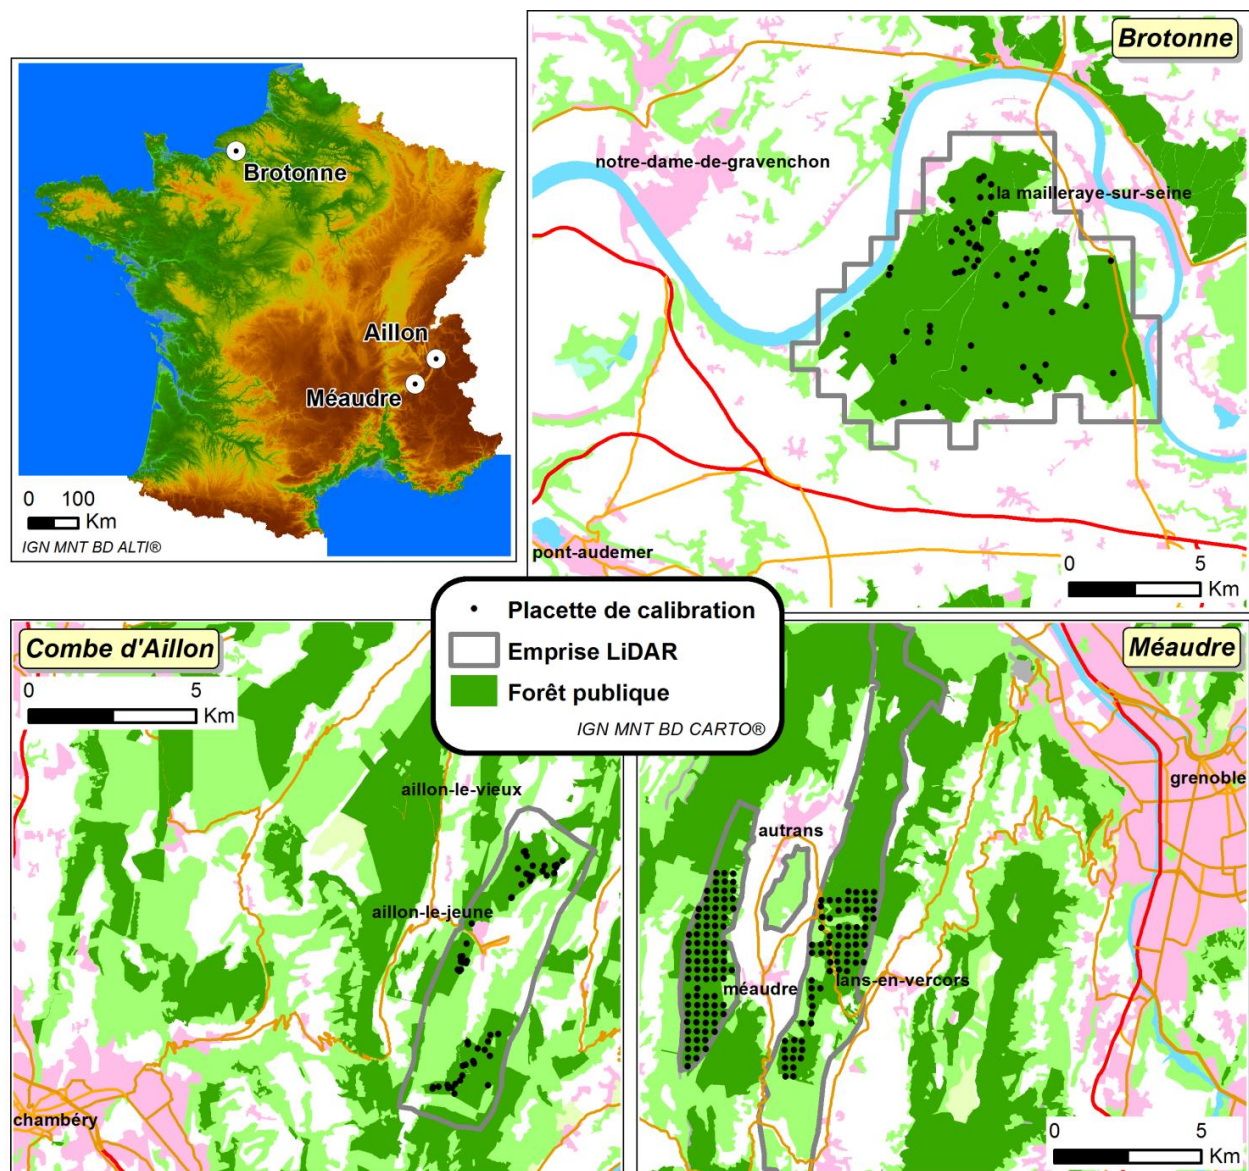 Brotonne
Aillon
Méaudre
0 100
Km
IGN MNT BD ALTI®
Brotonne
notre-dame-de-gravenchon
la mailleraye-sur-seine
pont-audemer
0 5
Km
Placette de calibration
Emprise LiDAR
Forêt publique
IGN MNT BD CARTO®
Combe d'Aillon
0 5
Km
aillon-le-vieux
aillon-le-jeune
chambéry
Méaudre
grenoble
autrans
méaudre
lans-en-vercors
0 5
Km